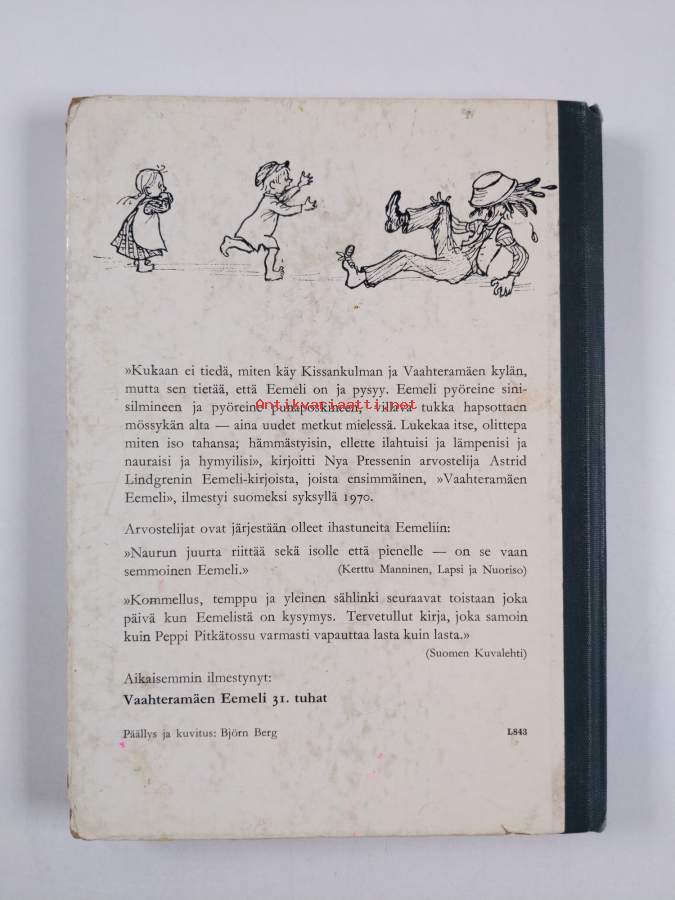 »Kukaan ei tiedä, miten käy Kissankulman ja Vaahteramäen kylän,
mutta sen tietää, että Eemeli on ja pysyy. Eemeli pyöreine sini-
silmineen ja pyöreine punaposkineen, villava tukka hapsottaen
Antikvariaatti.net
mössykän alta — aina uudet metkut mielessä. Lukekaa itse, olittepa
miten iso tahansa; hämmästyisin, ellette ilahtuisi ja lämpenisi ja
nauraisi ja hymyilisi», kirjoitti Nya Pressenin arvostelija Astrid
Lindgrenin Eemeli-kirjoista, joista ensimmäinen, »Vaahteramäen
Eemeli», ilmestyi suomeksi syksyllä 1970.
Arvostelijat ovat järjestään olleet ihastuneita Eemeliin:
»Naurun juurta riittää sekä isolle että pienelle — on se vaan
semmoinen Eemeli.» (Kerttu Manninen, Lapsi ja Nuoriso)
»Kommellus, temppu ja yleinen sählinki seuraavat toistaan joka
päivä kun Eemelistä on kysymys. Tervetullut kirja, joka samoin
kuin Peppi Pitkätossu varmasti vapauttaa lasta kuin lasta.»
(Suomen Kuvalehti)
Aikaisemmin ilmestynyt:
Vaahteramäen Eemeli 31. tuhat
Päällys ja kuvitus: Björn Berg L843